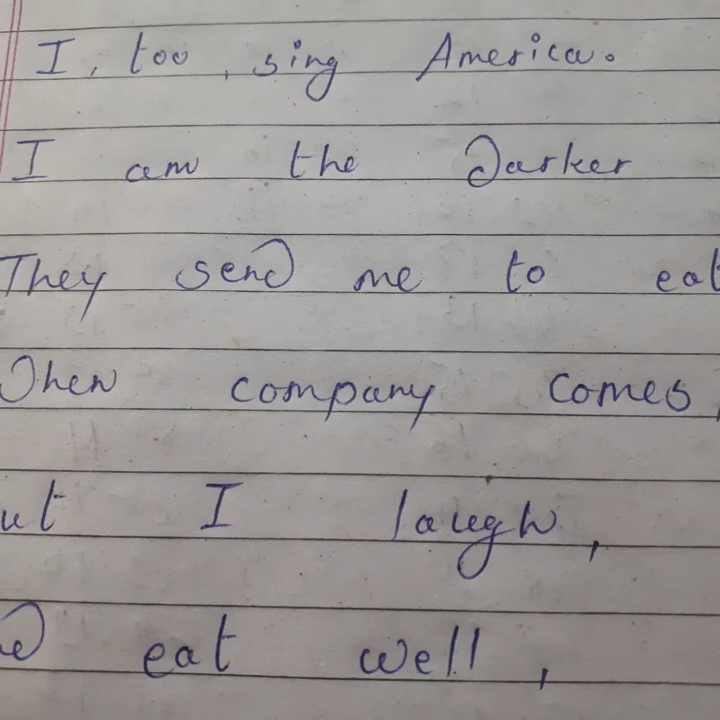 I, too, sing America.
I am the Darker
They send me to eat
When company comes,
ut I laugh,
eat well,